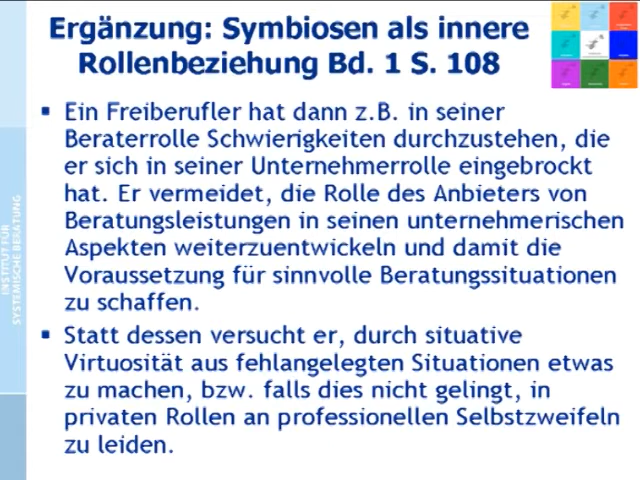 Ergänzung: Symbiosen als innere
Rollenbeziehung Bd. 1 S. 108
▪ Ein Freiberufler hat dann z.B. in seiner
Beraterrolle Schwierigkeiten durchzustehen, die
er sich in seiner Unternehmerrolle eingebrockt
hat. Er vermeidet, die Rolle des Anbieters von
Beratungsleistungen in seinen unternehmerischen
Aspekten weiterzuentwickeln und damit die
Voraussetzung für sinnvolle Beratungssituationen
zu schaffen.
▪ Statt dessen versucht er, durch situative
Virtuosität aus fehlangelegten Situationen etwas
zu machen, bzw. falls dies nicht gelingt, in
privaten Rollen an professionellen Selbstzweifeln
zu leiden.
INSTITUT FÜR
SYSTEMISCHE BERATUNG